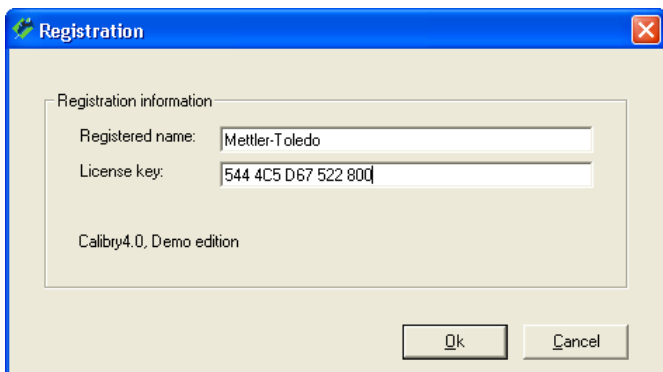 Registration
Registration information
Registered name: Mettler-Toledo
License key: 544 4C5 D67 522 800
Calibry4.0, Demo edition
Ok Cancel